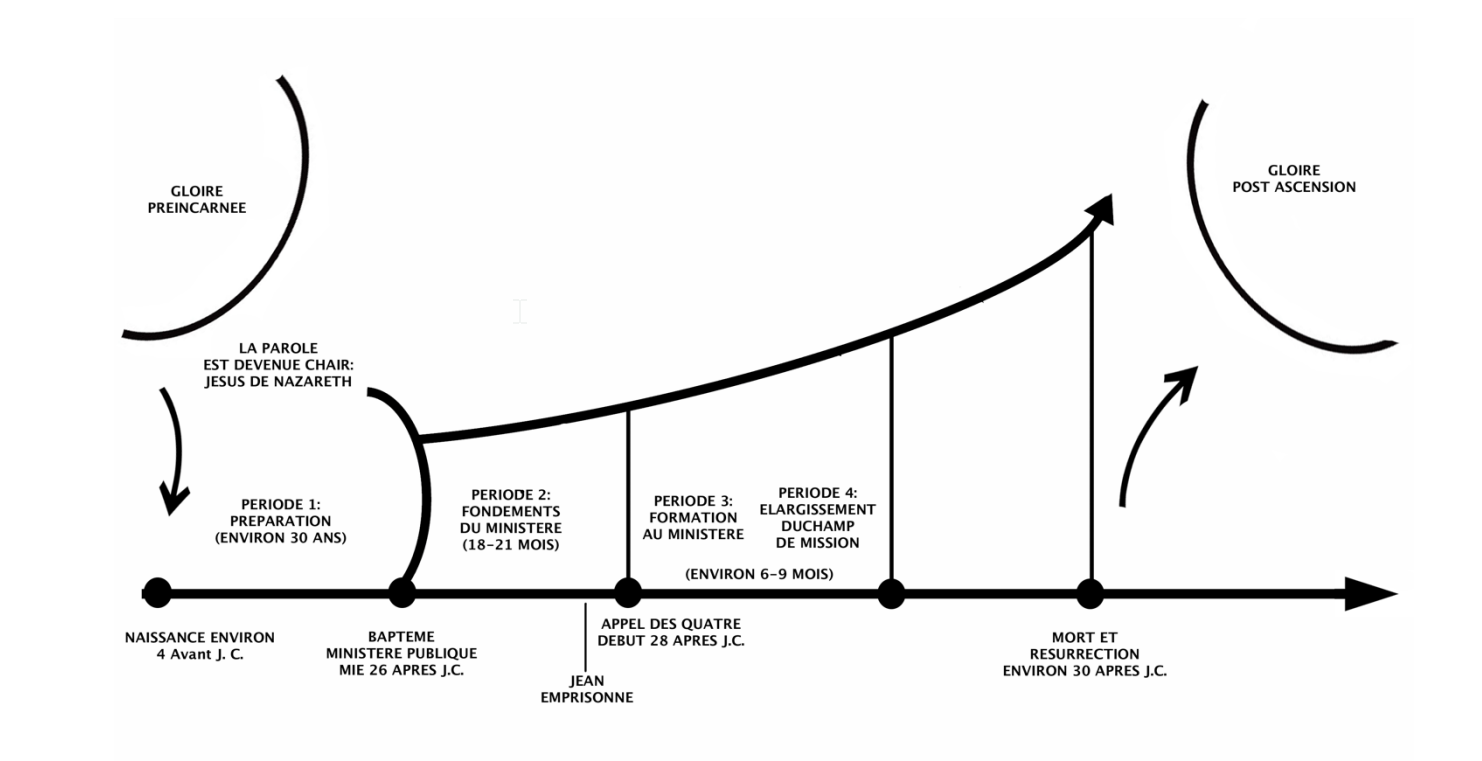 GLOIRE
PREINCARNEE
GLOIRE
POST ASCENSION
LA PAROLE
EST DEVENUE CHAIR:
JESUS DE NAZARETH
PERIODE 1:
PREPARATION
(ENVIRON 30 ANS)
PERIODE 2:
FONDEMENTS
DU MINISTERE
(18-21 MOIS)
PERIODE 3:
FORMATION
AU MINISTERE
PERIODE 4:
ELARGISSEMENT
DUCHAMP
DE MISSION
(ENVIRON 6-9 MOIS)
NAISSANCE ENVIRON
4 Avant J. C.
BAPTEME
MINISTERE PUBLIQUE
MIE 26 APRES J.C.
JEAN
EMPRISONNE
APPEL DES QUATRE
DEBUT 28 APRES J.C.
MORT ET
RESURRECTION
ENVIRON 30 APRES J.C.